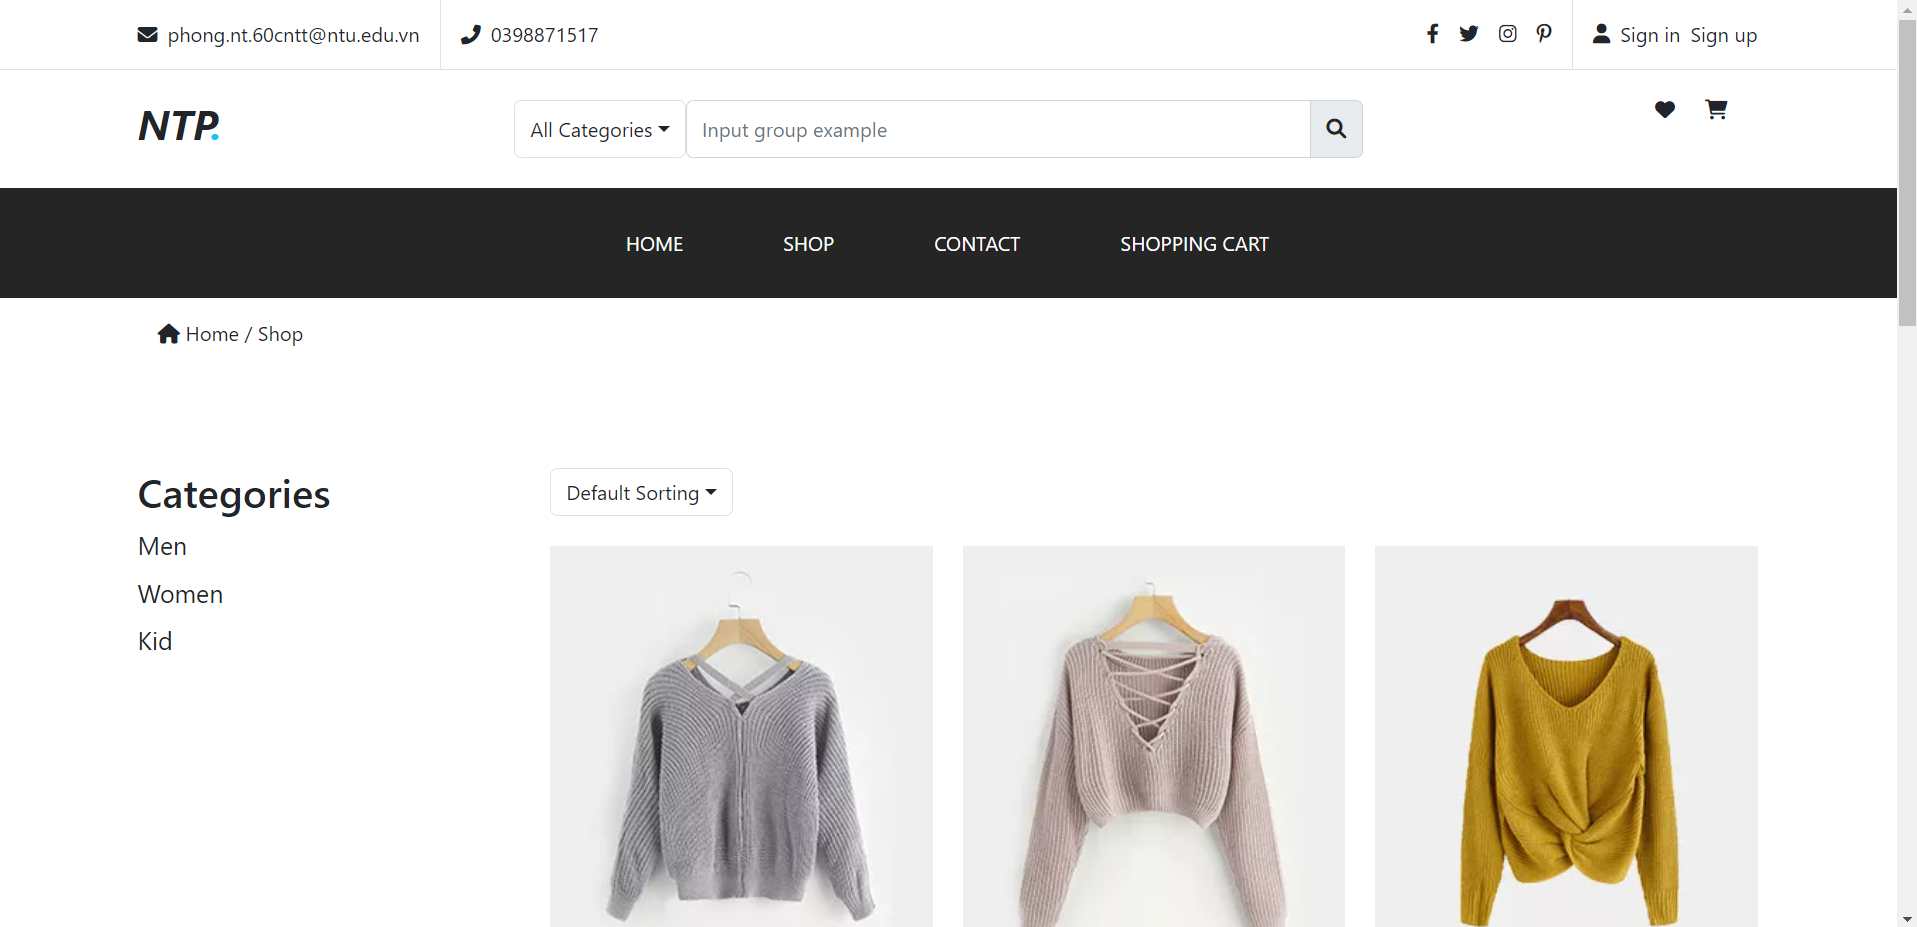 phong.nt.60cntt@ntu.edu.vn 0398871517 Sign in Sign up
NTP. All Categories Input group example
HOME SHOP CONTACT SHOPPING CART
Home / Shop
Categories
Default Sorting
Men
Women
Kid